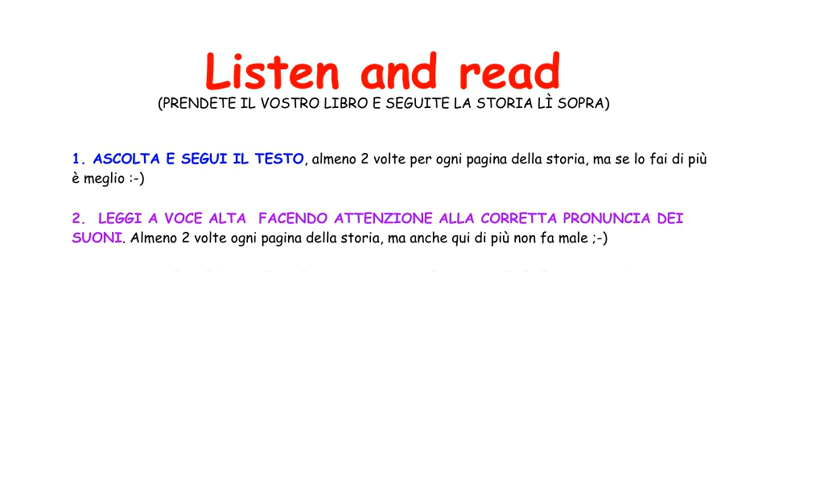 Listen and read
(PRENDETE IL VOSTRO LIBRO E SEGUITE LA STORIA LÌ SOPRA)
1. ASCOLTA E SEGUI IL TESTO, almeno 2 volte per ogni pagina della storia, ma se lo fai di più
è meglio :-)
2.  LEGGI A VOCE ALTA  FACENDO ATTENZIONE ALLA CORRETTA PRONUNCIA DEI
SUONI. Almeno 2 volte ogni pagina della storia, ma anche qui di più non fa male ;-)